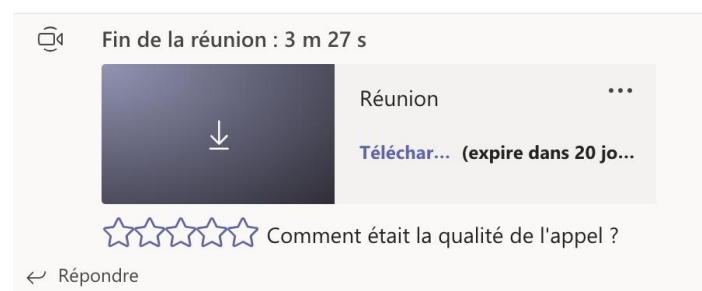 Fin de la réunion : 3 m 27 s
Réunion
Téléchar... (expire dans 20 jo...
Comment était la qualité de l'appel ?
Répondre